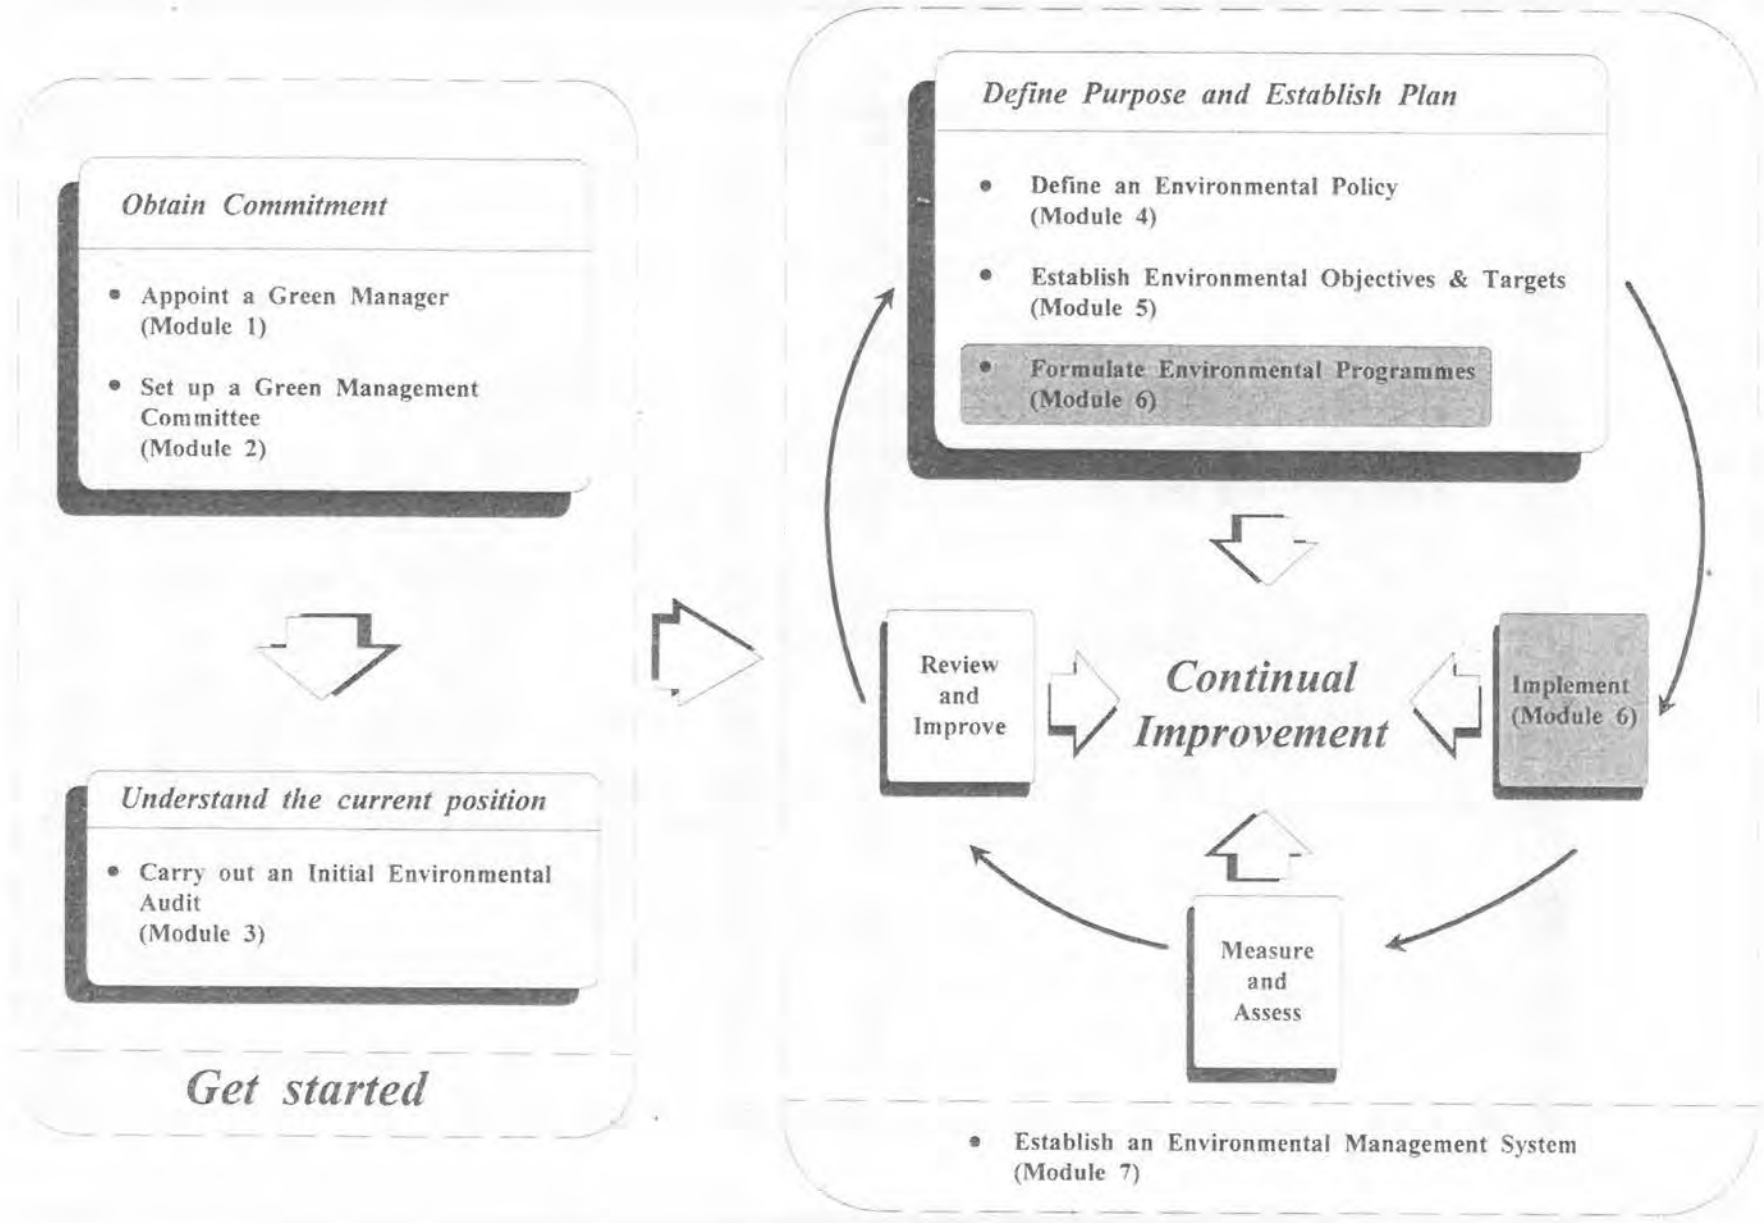 Obtain Commitment
• Appoint a Green Manager
(Module 1)
• Set up a Green Management
Committee
(Module 2)
Understand the current position
• Carry out an Initial Environmental
Audit
(Module 3)
Get started
Define Purpose and Establish Plan
• Define an Environmental Policy
(Module 4)
• Establish Environmental Objectives & Targets
(Module 5)
• Formulate Environmental Programmes
(Module 6)
Review
and
Improve
Continual
Improvement
Implement
(Module 6)
Measure
and
Assess
• Establish an Environmental Management System
(Module 7)